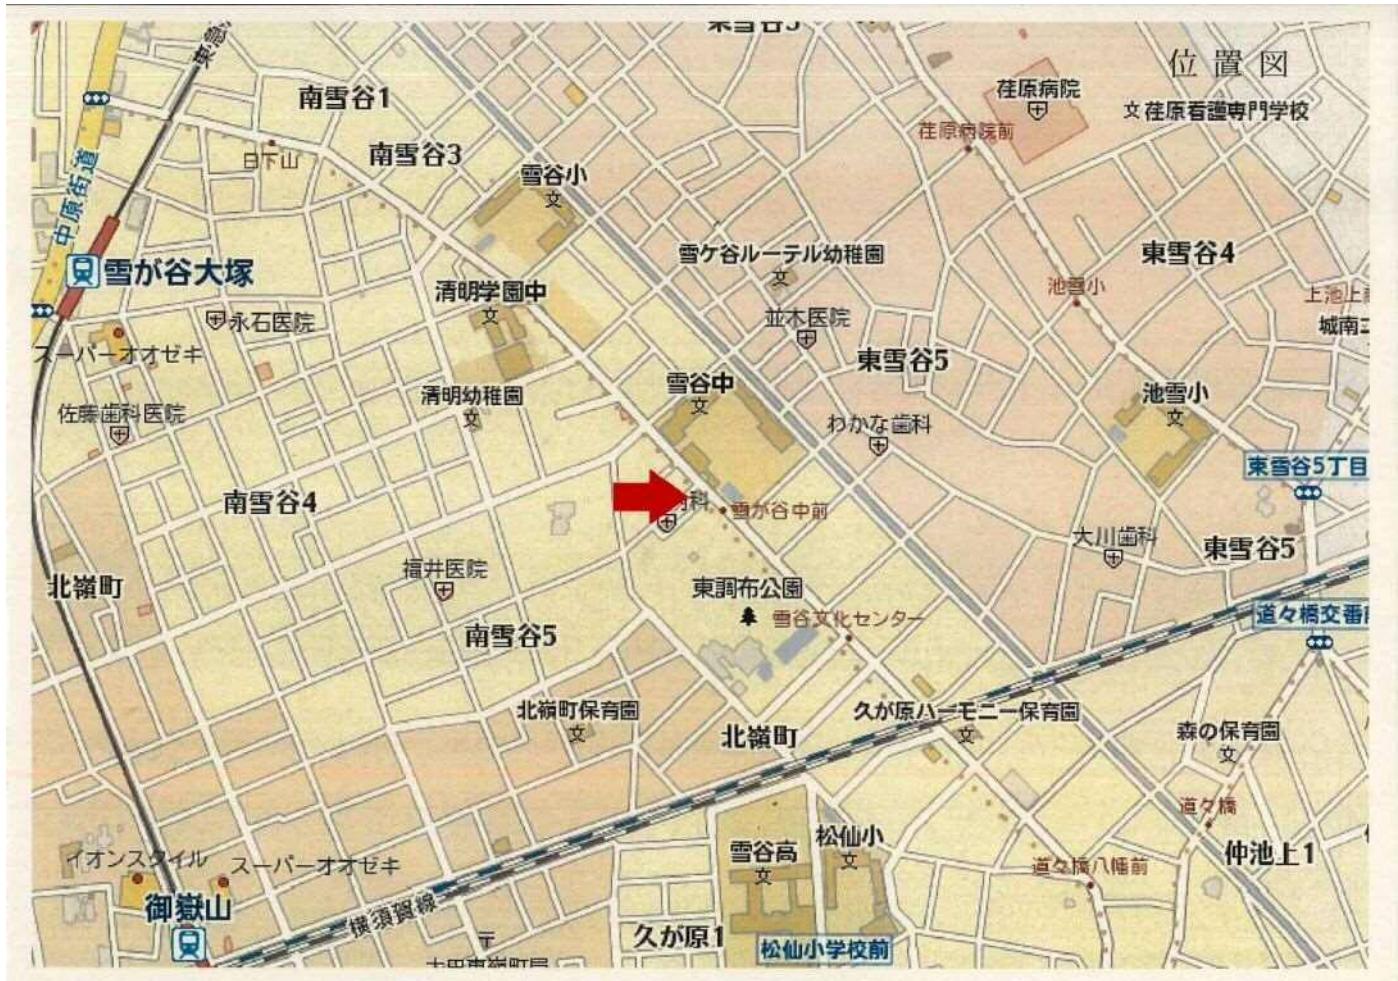 位置図
南雪谷1
荏原病院
文荏原看護専門学校
荏原病院前
日下山
南雪谷3
雪谷小
文
中原街道
雪が谷大塚
雪ケ谷ルーテル幼稚園
文
東雪谷4
清明学園中
文
池雪小
永石医院
並木医院
スーパーオオゼキ
東雪谷5
雪谷中
文
清明幼稚園
文
池雪小
文
佐藤歯科医院
わかな歯科
東雪谷5丁目
南雪谷4
科
雪が谷中前
大川歯科
東雪谷5
北嶺町
福井医院
東調布公園
雪谷文化センター
道々橋交番前
南雪谷5
北嶺町保育園
文
北嶺町
久が原ハーモニー保育園
文
森の保育園
文
道々橋
イオンスタイル
スーパーオオゼキ
雪谷高
文
松仙小
文
道々橋八幡前
仲池上1
御嶽山
横須賀線
〒
久が原1
松仙小学校前